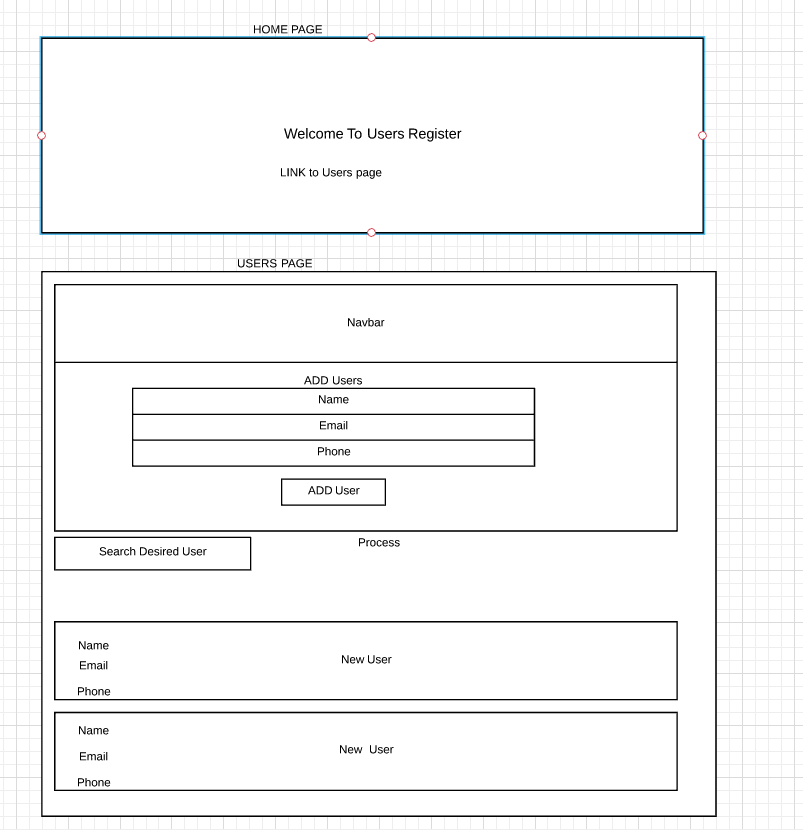 HOME PAGE
Welcome To Users Register
LINK to Users page
USERS PAGE
Navbar
ADD Users
Name
Email
Phone
ADD User
Process
Search Desired User
Name
Email
Phone
New User
Name
Email
Phone
New User